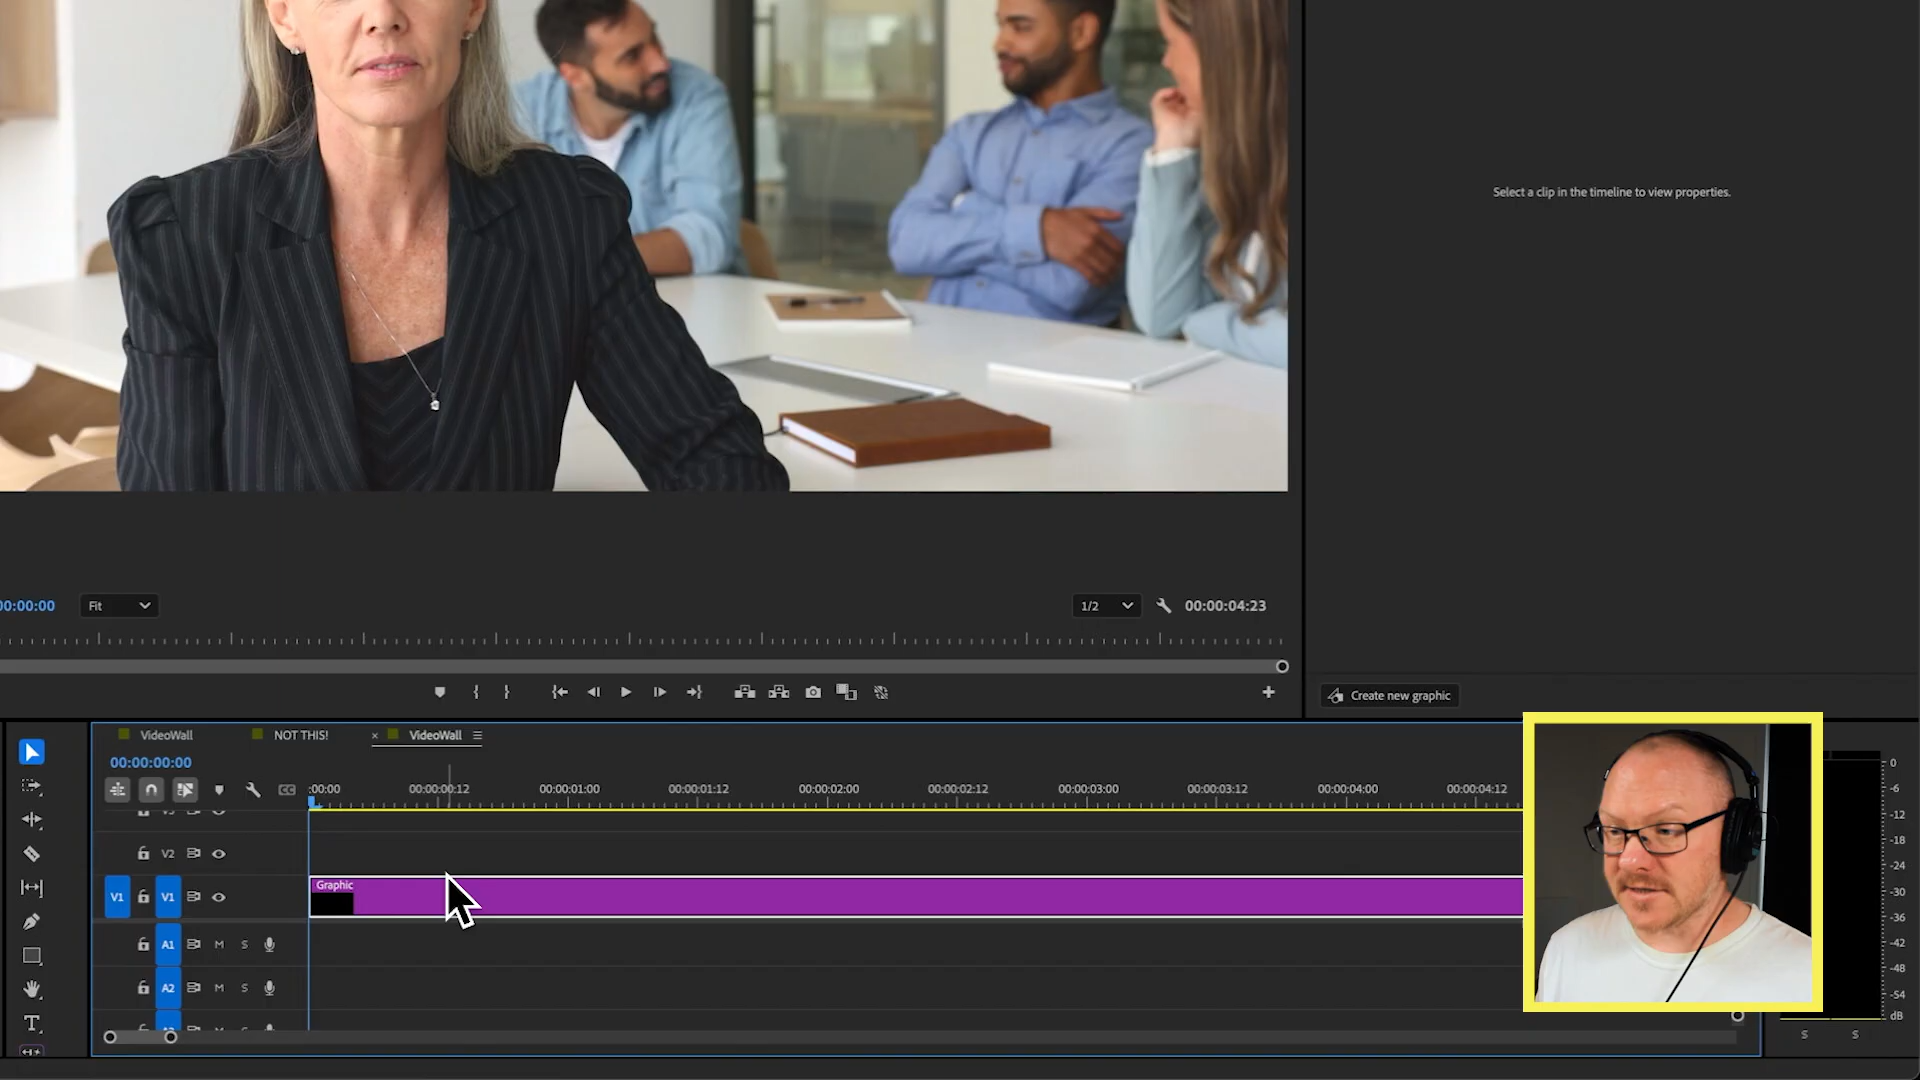 Select a clip in the timeline to view properties.
00:00:00
Fit
1/2
00:00:04:23
Create new graphic
VideoWall
NOT THIS!
× VideoWall
00:00:00:00
CC
:00:00
00:00:00:12
00:00:01:00
00:00:01:12
00:00:02:00
00:00:02:12
00:00:03:00
00:00:03:12
00:00:04:00
00:00:04:12
V2
V1
V1
Graphic
A1
M
S
A2
M
S
T
0
-6
-12
-18
-24
-30
-36
-42
-48
-54
dB
S
S